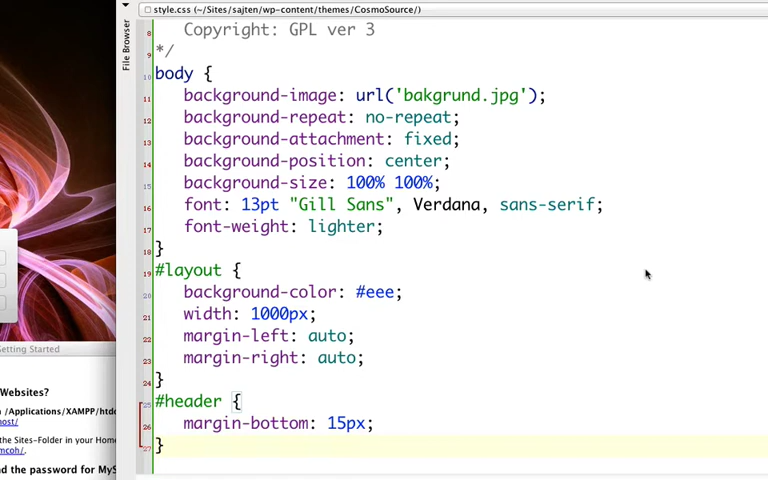 style.css (~/Sites/sajten/wp-content/themes/CosmoSource/)
File Browser
8 Copyright: GPL ver 3
9 */
10 body {
11 background-image: url('bakgrund.jpg');
12 background-repeat: no-repeat;
13 background-attachment: fixed;
14 background-position: center;
15 background-size: 100% 100%;
16 font: 13pt "Gill Sans", Verdana, sans-serif;
17 font-weight: lighter;
18 }
19 #layout {
20 background-color: #eee;
21 width: 1000px;
22 margin-left: auto;
23 margin-right: auto;
24 }
25 #header {
26 margin-bottom: 15px;
27 }
Getting Started
Websites?
/Applications/XAMPP/htdo
host/
the Sites-Folder in your Home
mcoh/.
nd the password for MyS